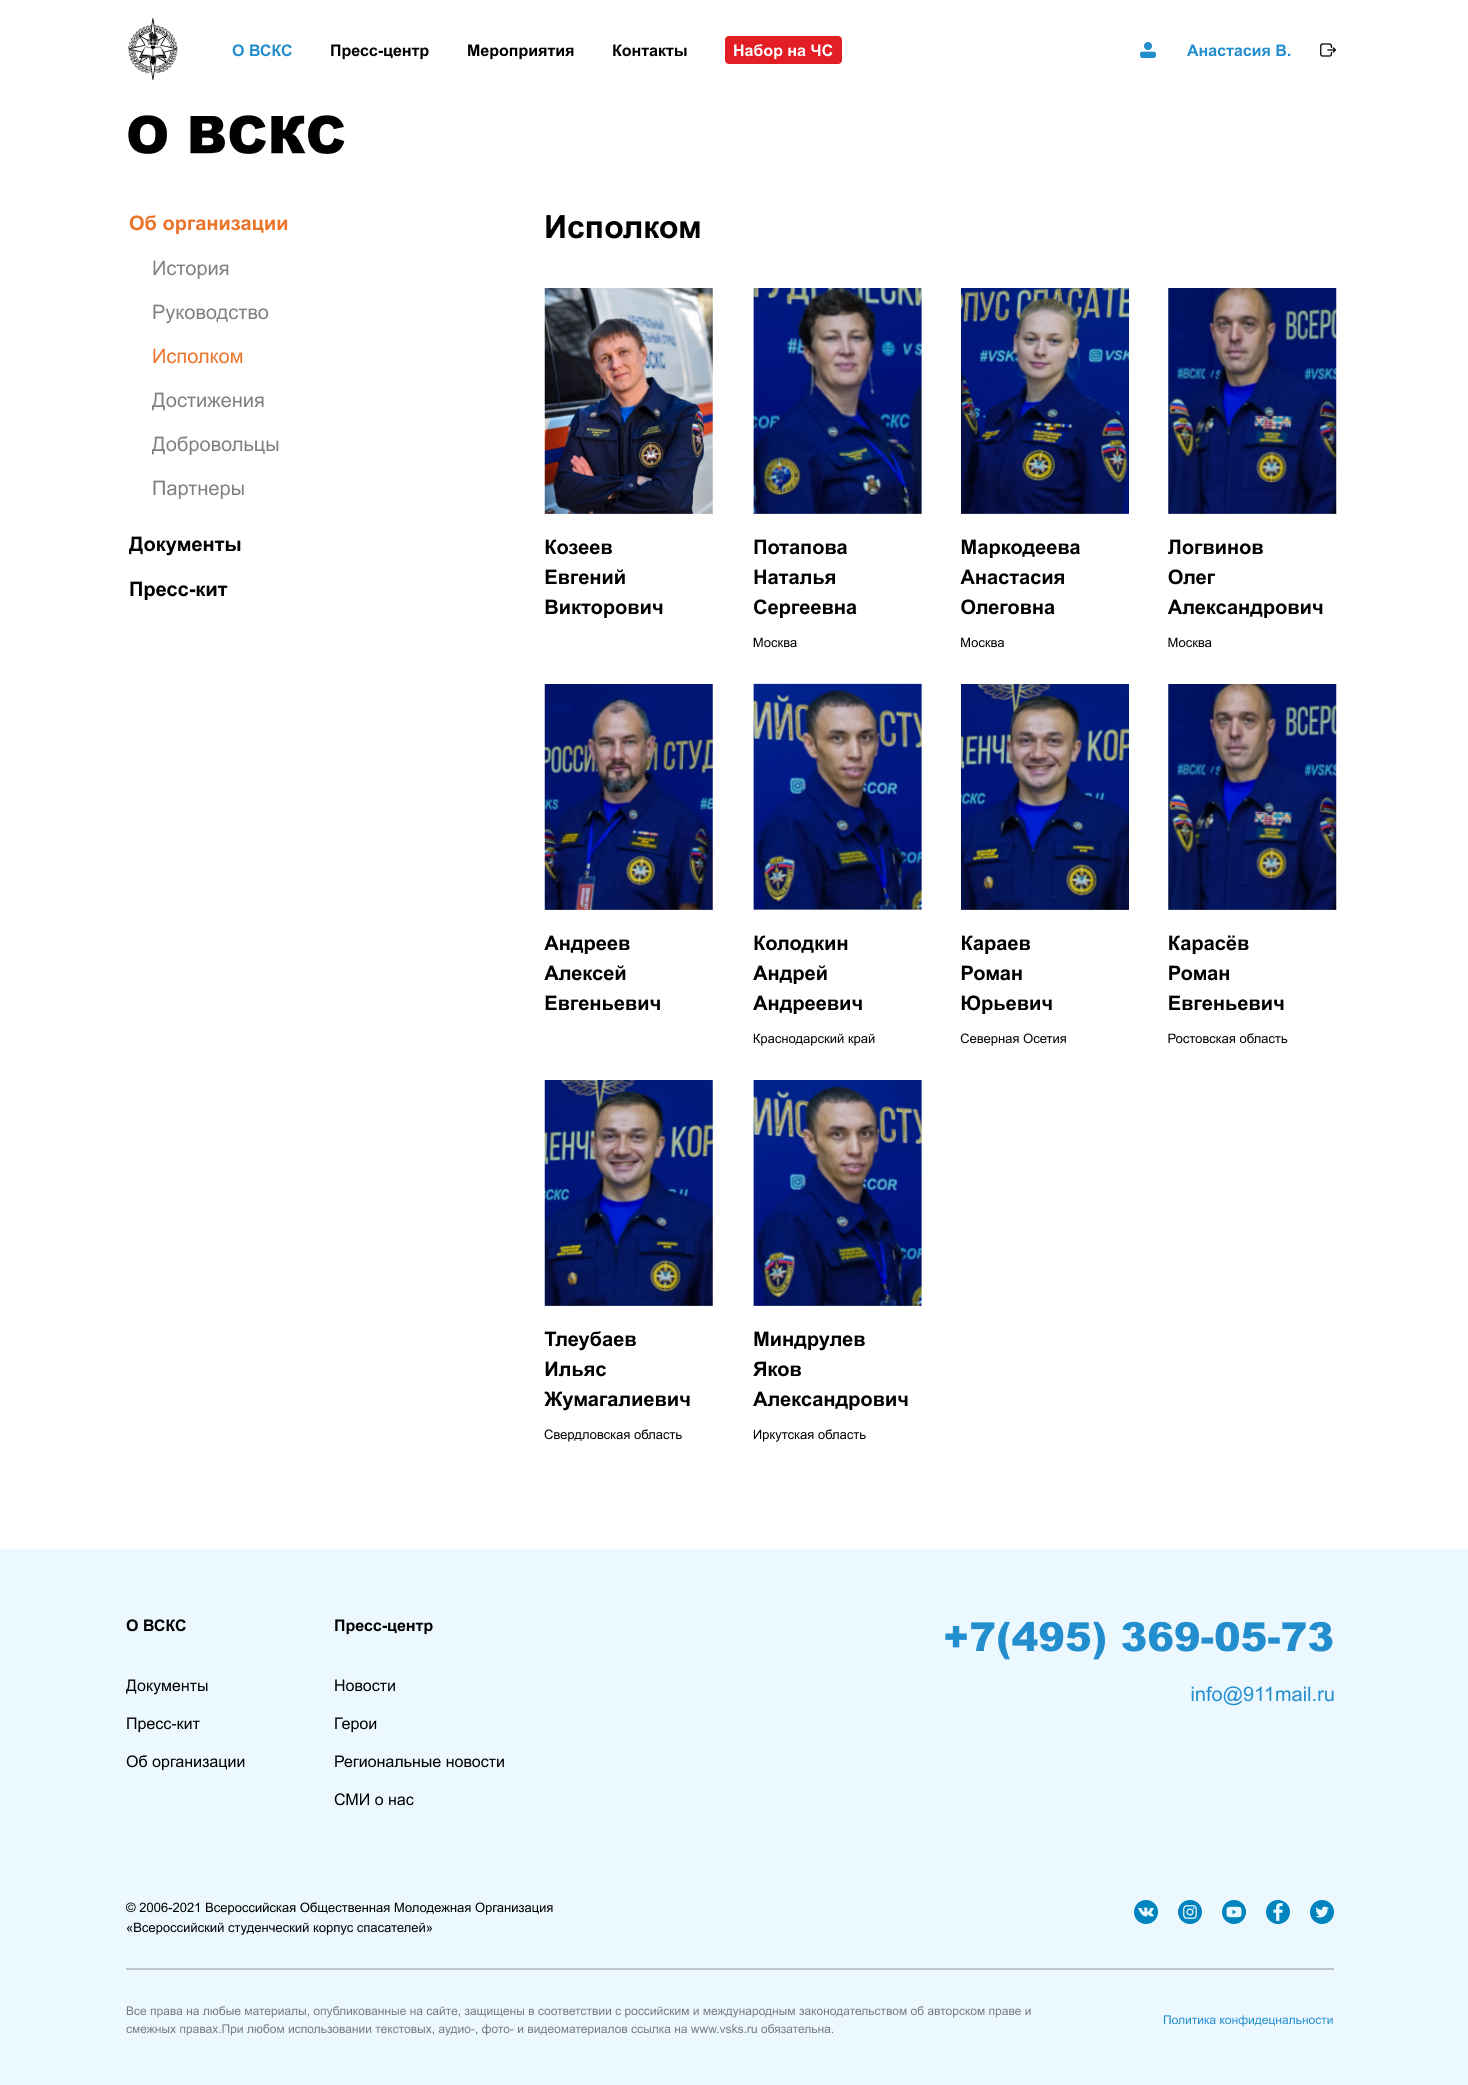 О ВСКС
Пресс-центр
Мероприятия
Контакты
Набор на ЧС
Анастасия В.
О ВСКС
Об организации
История
Руководство
Исполком
Достижения
Добровольцы
Партнеры
Документы
Пресс-кит
Исполком
Козеев
Евгений
Викторович
Потапова
Наталья
Сергеевна
Москва
Маркодеева
Анастасия
Олеговна
Москва
Логвинов
Олег
Александрович
Москва
Андреев
Алексей
Евгеньевич
Колодкин
Андрей
Андреевич
Краснодарский край
Караев
Роман
Юрьевич
Северная Осетия
Карасёв
Роман
Евгеньевич
Ростовская область
Тлеубаев
Ильяс
Жумагалиевич
Свердловская область
Миндрулев
Яков
Александрович
Иркутская область
О ВСКС
Документы
Пресс-кит
Об организации
Пресс-центр
Новости
Герои
Региональные новости
СМИ о нас
+7(495) 369-05-73
info@911mail.ru
© 2006-2021 Всероссийская Общественная Молодежная Организация
«Всероссийский студенческий корпус спасателей»
Все права на любые материалы, опубликованные на сайте, защищены в соответствии с российским и международным законодательством об авторском праве и
смежных правах.При любом использовании текстовых, аудио-, фото- и видеоматериалов ссылка на www.vsks.ru обязательна.
Политика конфидецнальности